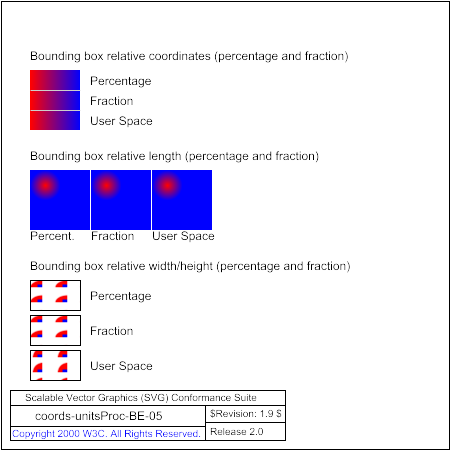 Bounding box relative coordinates (percentage and fraction)
Percentage
Fraction
User Space
Bounding box relative length (percentage and fraction)
Percent. Fraction User Space
Bounding box relative width/height (percentage and fraction)
Percentage
Fraction
User Space
Scalable Vector Graphics (SVG) Conformance Suite
coords-unitsProc-BE-05
$Revision: 1.9 $
Copyright 2000 W3C. All Rights Reserved.
Release 2.0